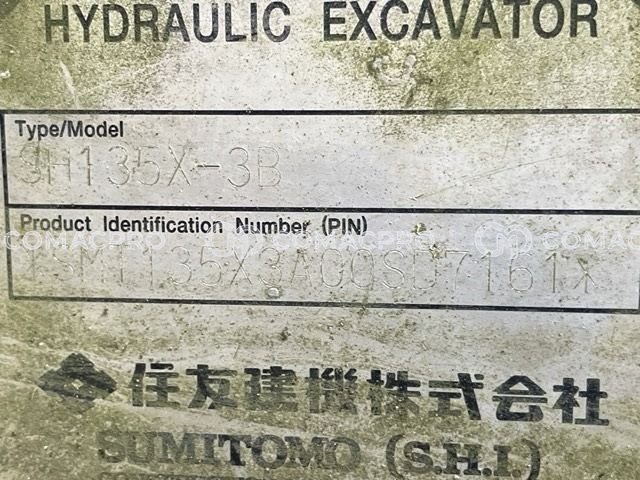 HYDRAULIC EXCAVATOR
Type/Model
SH135X-3B
Product Identification Number (PIN)
COMACPRO COMACPRO
住友建機株式会社
SUMITOMO (S.H.I.)